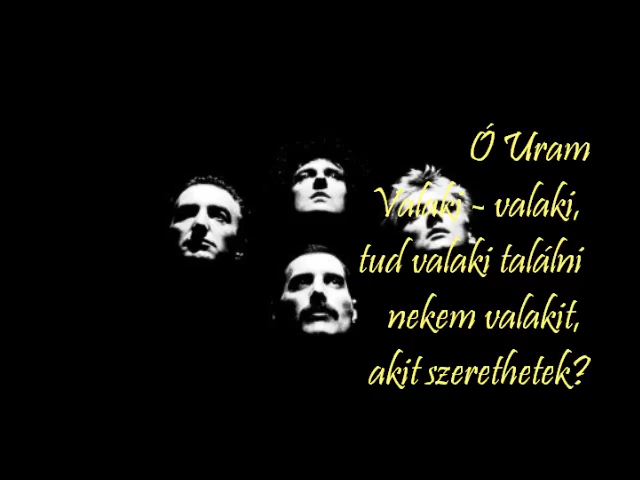 Ó Uram
Valaki - valaki,
tud valaki találni
nekem valakit,
akit szerethetek?